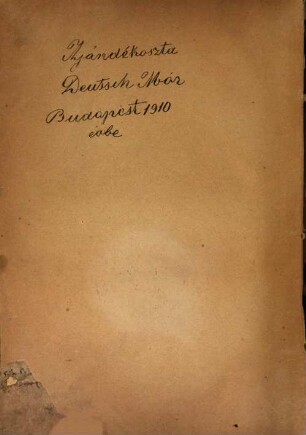 Ajándékozta
Deutsch Mór
Budapest 1910
évbe